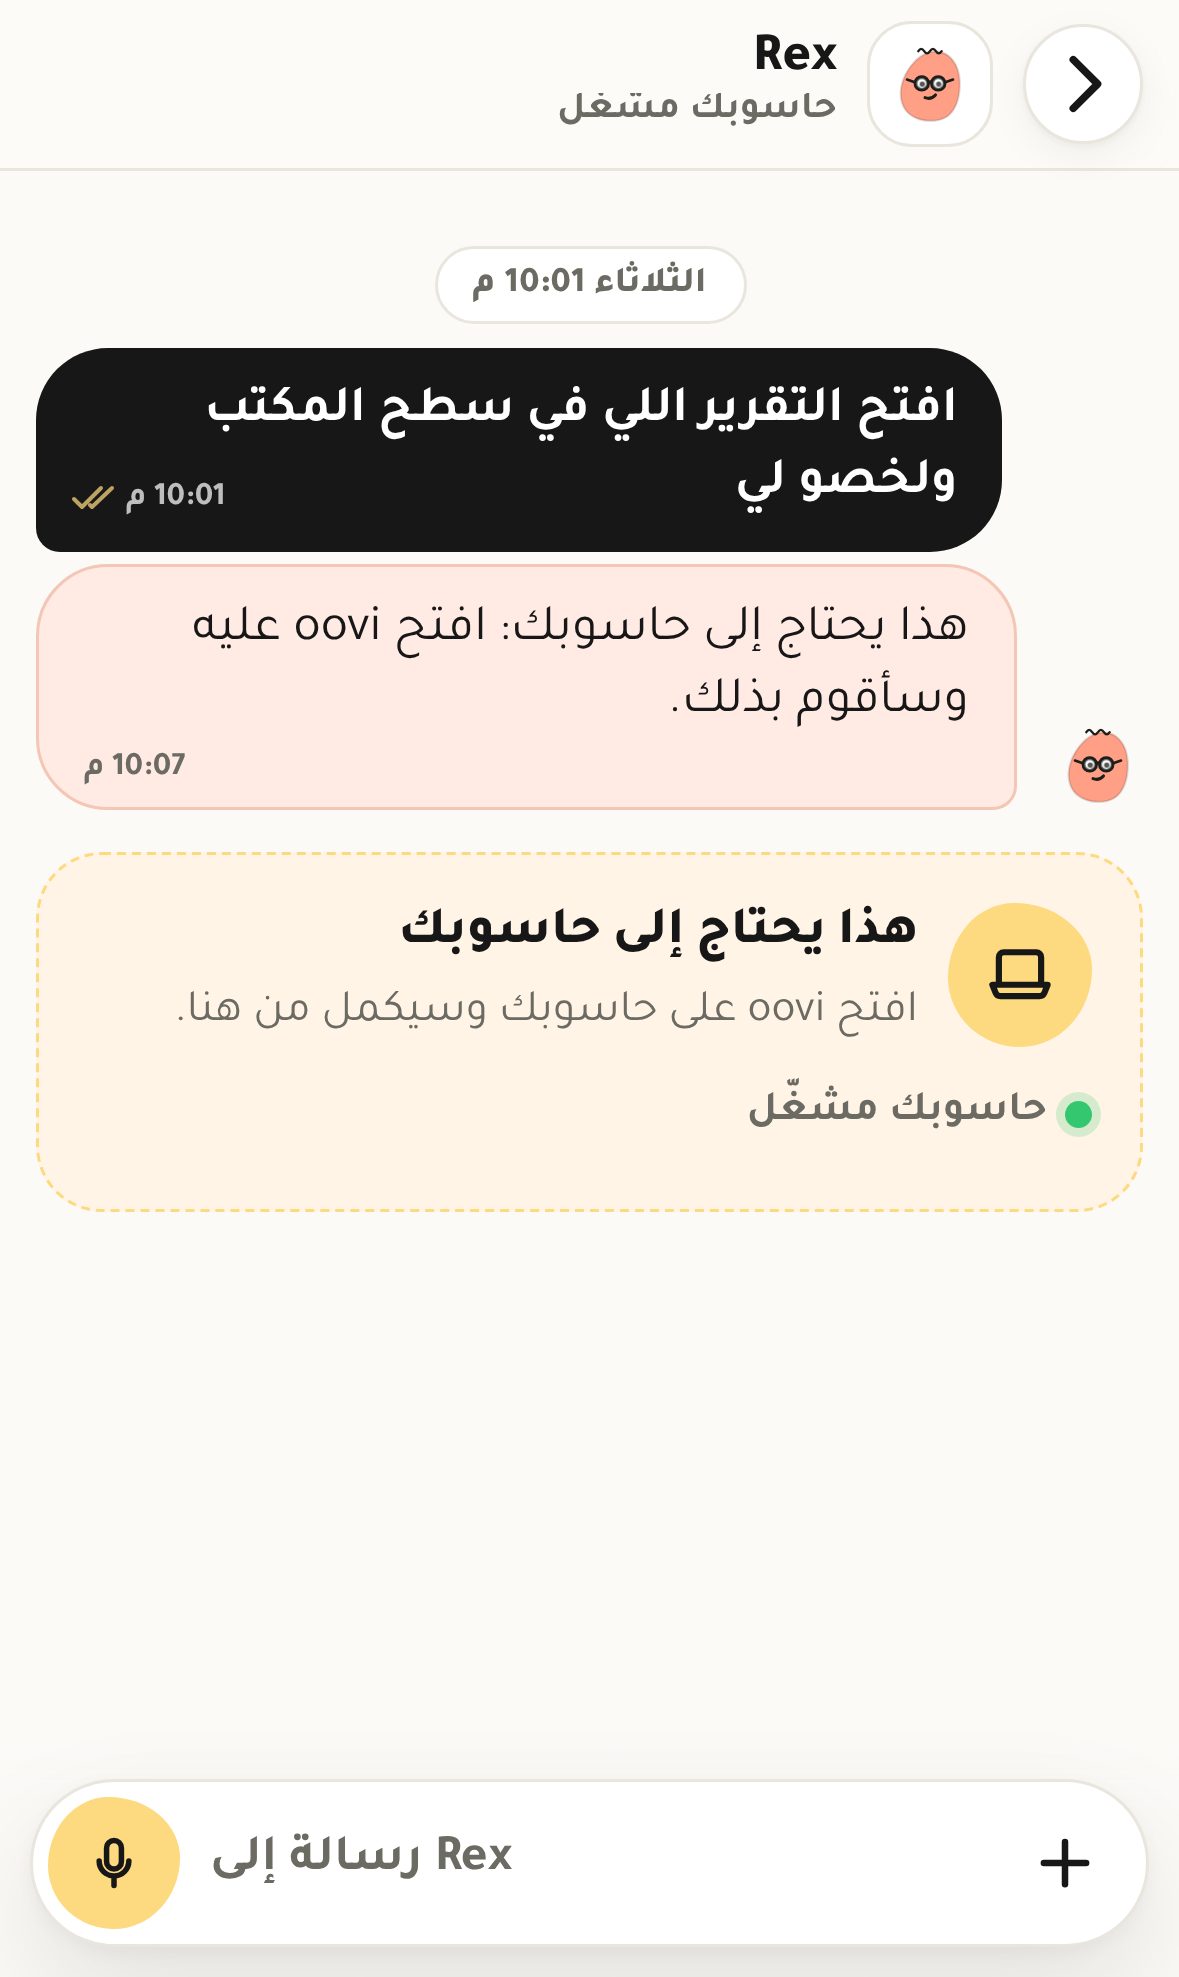 Rex
حاسوبك مشغّل
الثلاثاء 10:01 م
افتح التقرير اللي في سطح المكتب
ولخصو لي
10:01 م
هذا يحتاج إلى حاسوبك: افتح oovi عليه
وسأقوم بذلك.
10:07 م
هذا يحتاج إلى حاسوبك
افتح oovi على حاسوبك وسيكمل من هنا.
حاسوبك مشغّل
رسالة إلى Rex